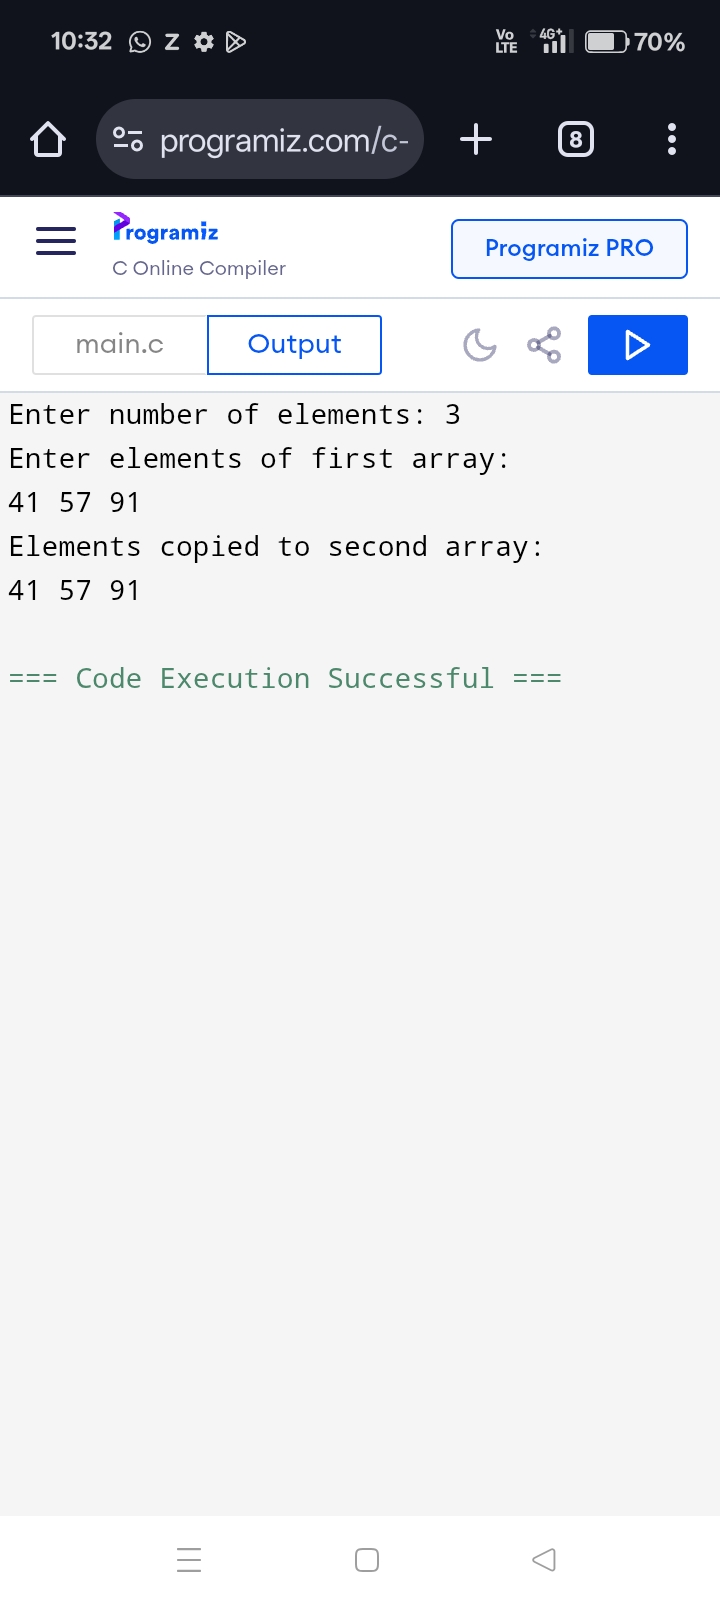 10:32 Z Vo LTE 4G+ 70%
programiz.com/c- 8
Programiz
C Online Compiler
Programiz PRO
main.c Output
Enter number of elements: 3
Enter elements of first array:
41 57 91
Elements copied to second array:
41 57 91
=== Code Execution Successful ===